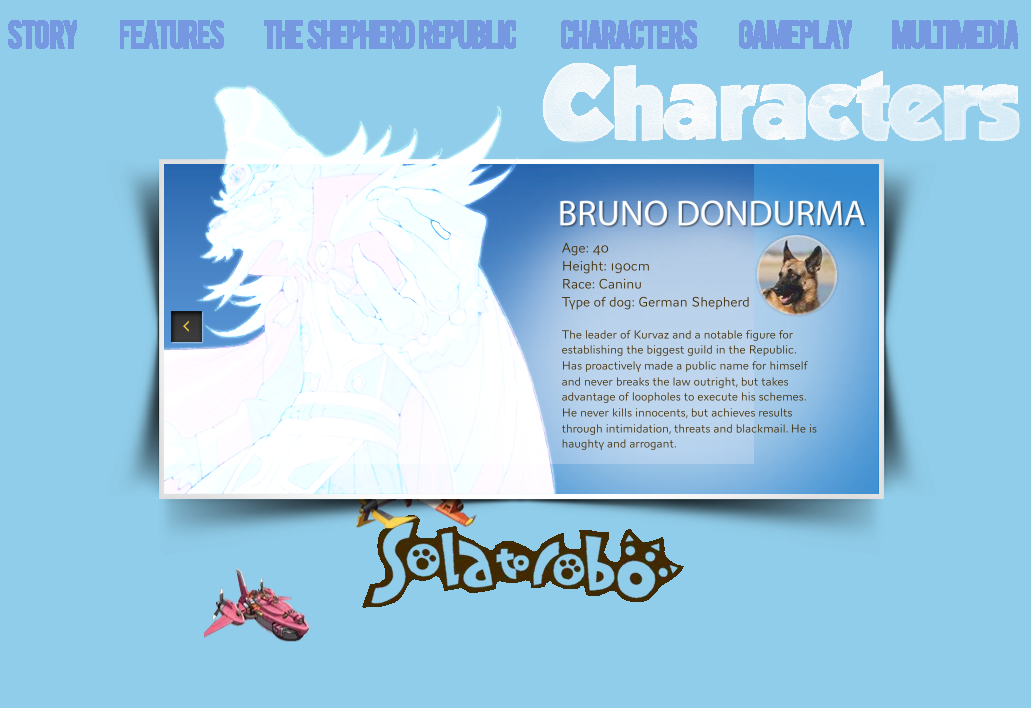 STORY FEATURES THE SHEPHERD REPUBLIC CHARACTERS GAMEPLAY MULTIMEDIA
Characters
BRUNO DONDURMA
Age: 40
Height: 190cm
Race: Caninu
Type of dog: German Shepherd
The leader of Kurvaz and a notable figure for
establishing the biggest guild in the Republic.
Has proactively made a public name for himself
and never breaks the law outright, but takes
advantage of loopholes to execute his schemes.
He never kills innocents, but achieves results
through intimidation, threats and blackmail. He is
haughty and arrogant.
Solatorobo